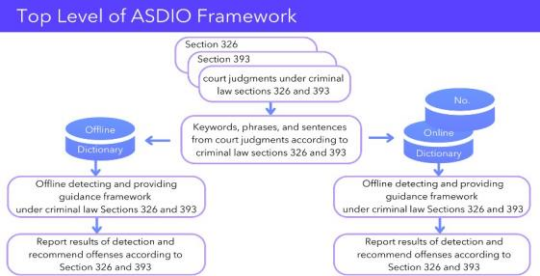 Top Level of ASDIO Framework
Section 326
Section 393
court judgments under criminal
law sections 326 and 393
Keywords, phrases, and sentences
from court judgments according to
criminal law sections 326 and 393
Offline
Dictionary
No.
Online
Dictionary
Offline detecting and providing
guidance framework
under criminal law Sections 326 and 393
Report results of detection and
recommend offenses according to
Section 326 and 393
Offline detecting and providing
guidance framework
under criminal law Sections 326 and 393
Report results of detection and
recommend offenses according to
Section 326 and 393